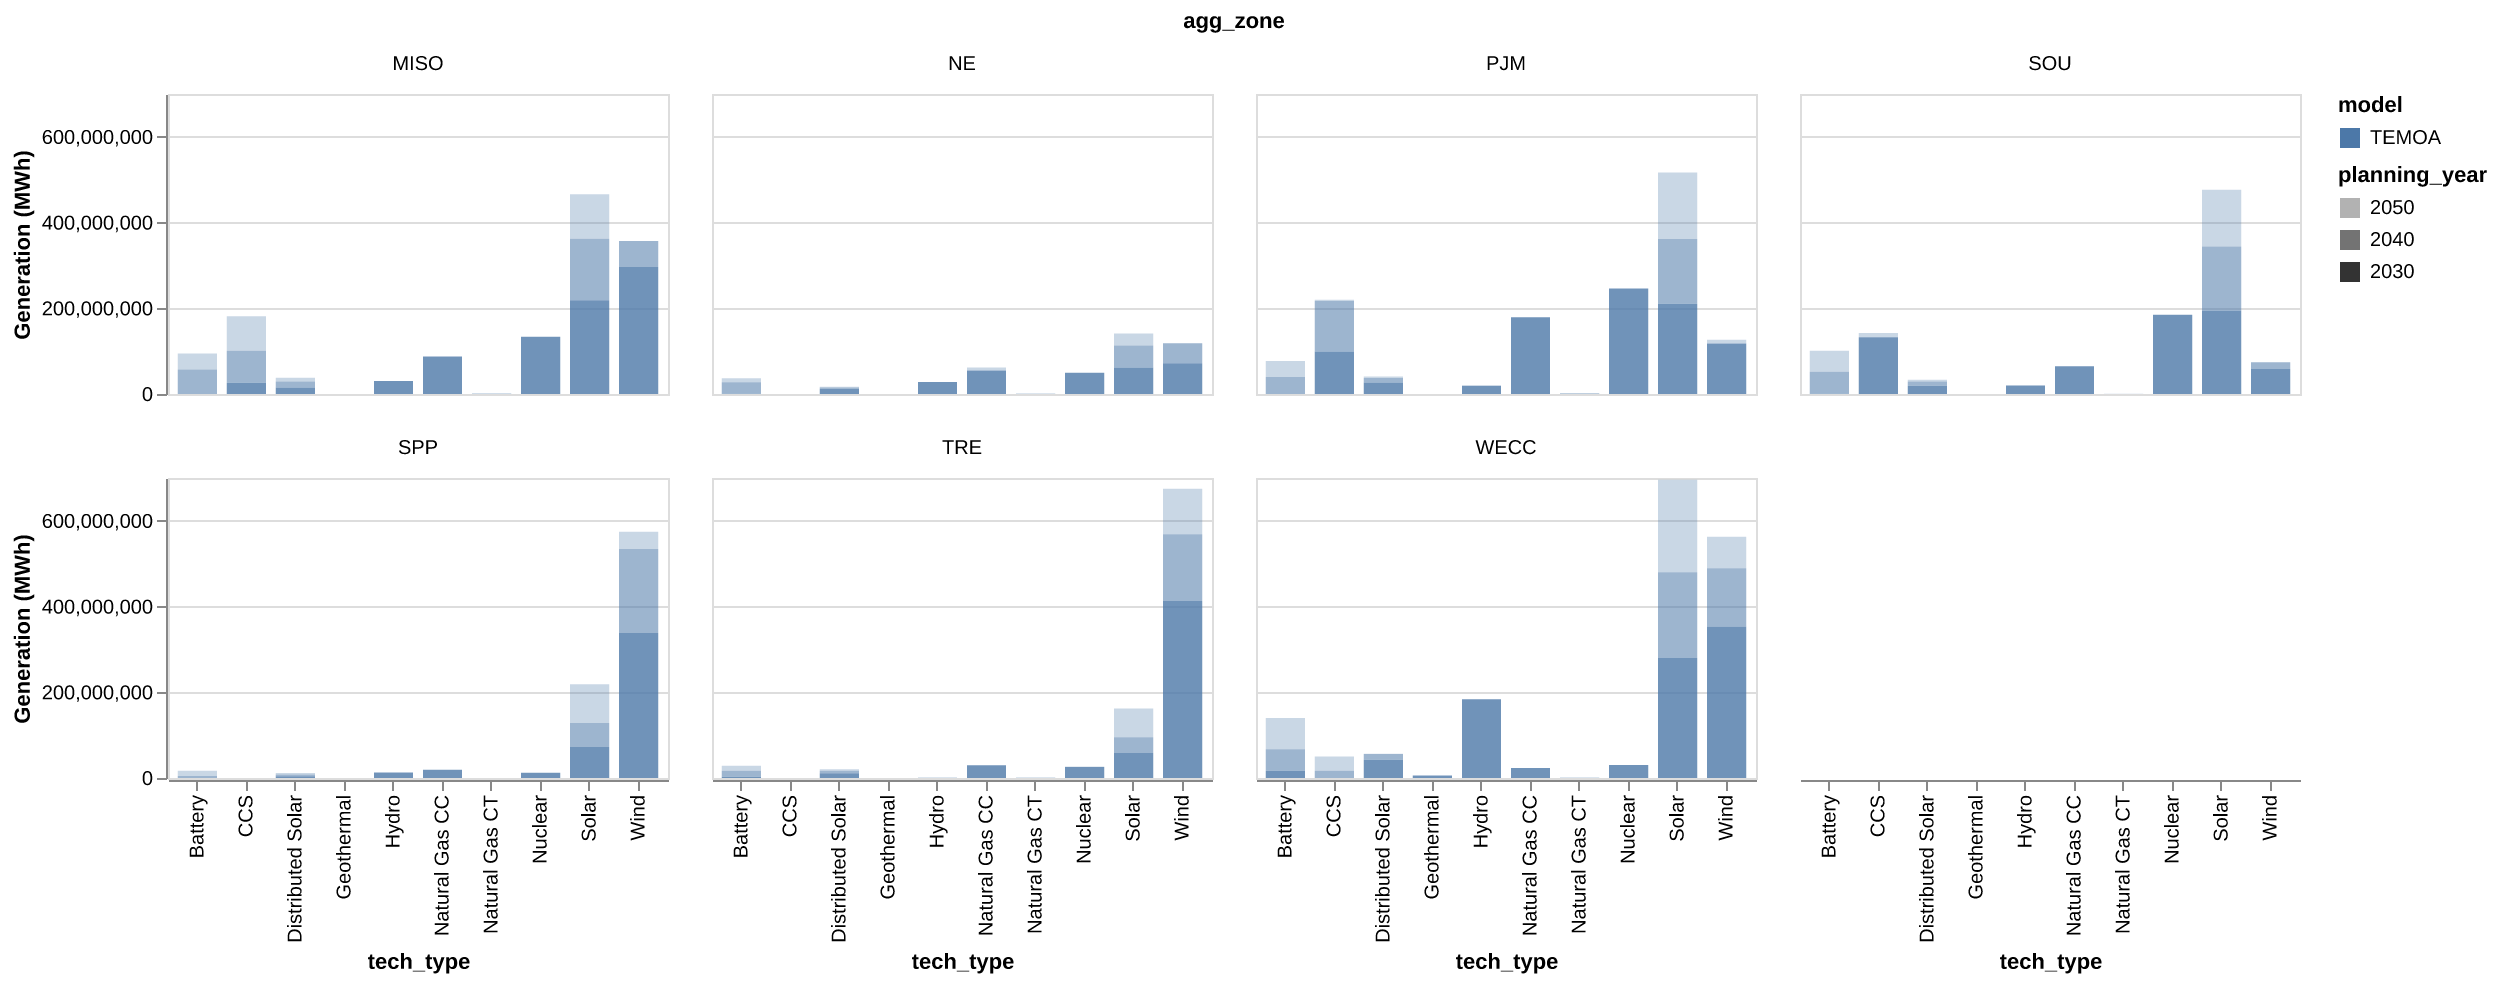 agg_zone
MISO
NE
PJM
SOU
Generation (MWh)
600,000,000
400,000,000
200,000,000
0
model
TEMOA
planning_year
2050
2040
2030
SPP
TRE
WECC
Generation (MWh)
600,000,000
400,000,000
200,000,000
0
Battery
CCS
Distributed Solar
Geothermal
Hydro
Natural Gas CC
Natural Gas CT
Nuclear
Solar
Wind
Battery
CCS
Distributed Solar
Geothermal
Hydro
Natural Gas CC
Natural Gas CT
Nuclear
Solar
Wind
Battery
CCS
Distributed Solar
Geothermal
Hydro
Natural Gas CC
Natural Gas CT
Nuclear
Solar
Wind
Battery
CCS
Distributed Solar
Geothermal
Hydro
Natural Gas CC
Natural Gas CT
Nuclear
Solar
Wind
tech_type
tech_type
tech_type
tech_type